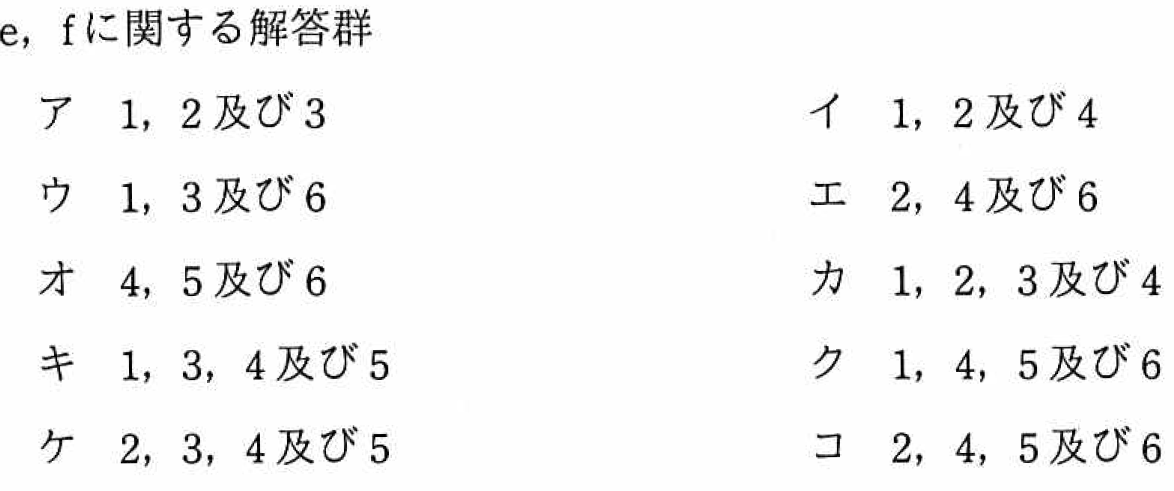 e，fに関する解答群
ア　1，2及び3　イ　1，2及び4
ウ　1，3及び6　エ　2，4及び6
オ　4，5及び6　カ　1，2，3及び4
キ　1，3，4及び5　ク　1，4，5及び6
ケ　2，3，4及び5　コ　2，4，5及び6